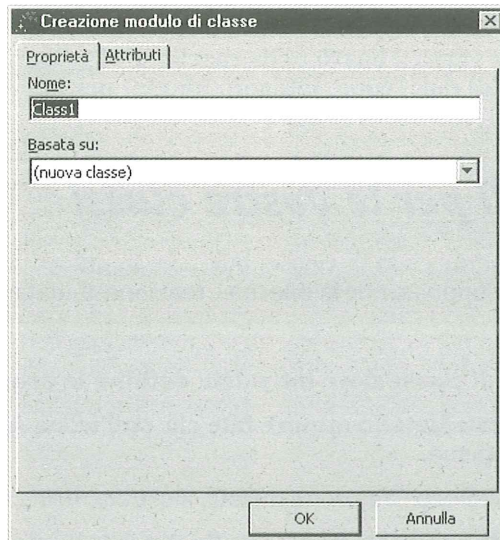 Creazione modulo di classe
Proprietà Attributi
Nome:
Class1
Basata su:
(nuova classe)
OK Annulla